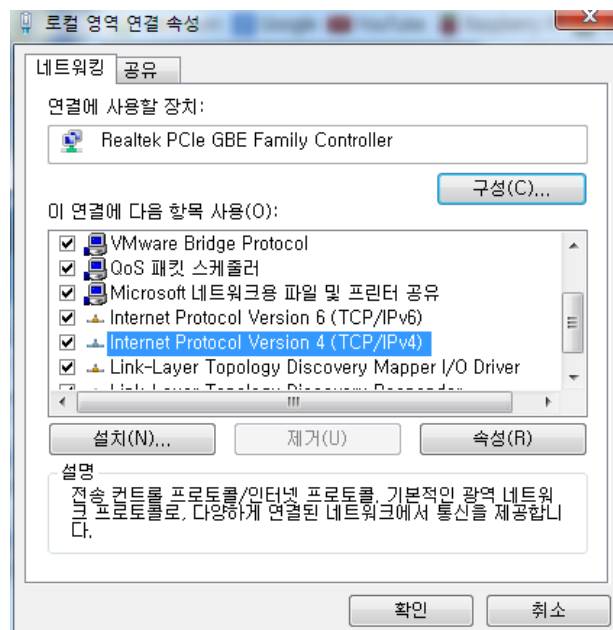 로컬 영역 연결 속성
네트워킹
공유
연결에 사용할 장치:
Realtek PCIe GBE Family Controller
구성(C)...
이 연결에 다음 항목 사용(O):
VMware Bridge Protocol
QoS 패킷 스케줄러
Microsoft 네트워크용 파일 및 프린터 공유
Internet Protocol Version 6 (TCP/IPv6)
Internet Protocol Version 4 (TCP/IPv4)
Link-Layer Topology Discovery Mapper I/O Driver
Link-Layer Topology Discovery Responder
설치(N)...
제거(U)
속성(R)
설명
전송 컨트롤 프로토콜/인터넷 프로토콜. 기본적인 광역 네트워
크 프로토콜로, 다양하게 연결된 네트워크에서 통신을 제공합니
다.
확인
취소